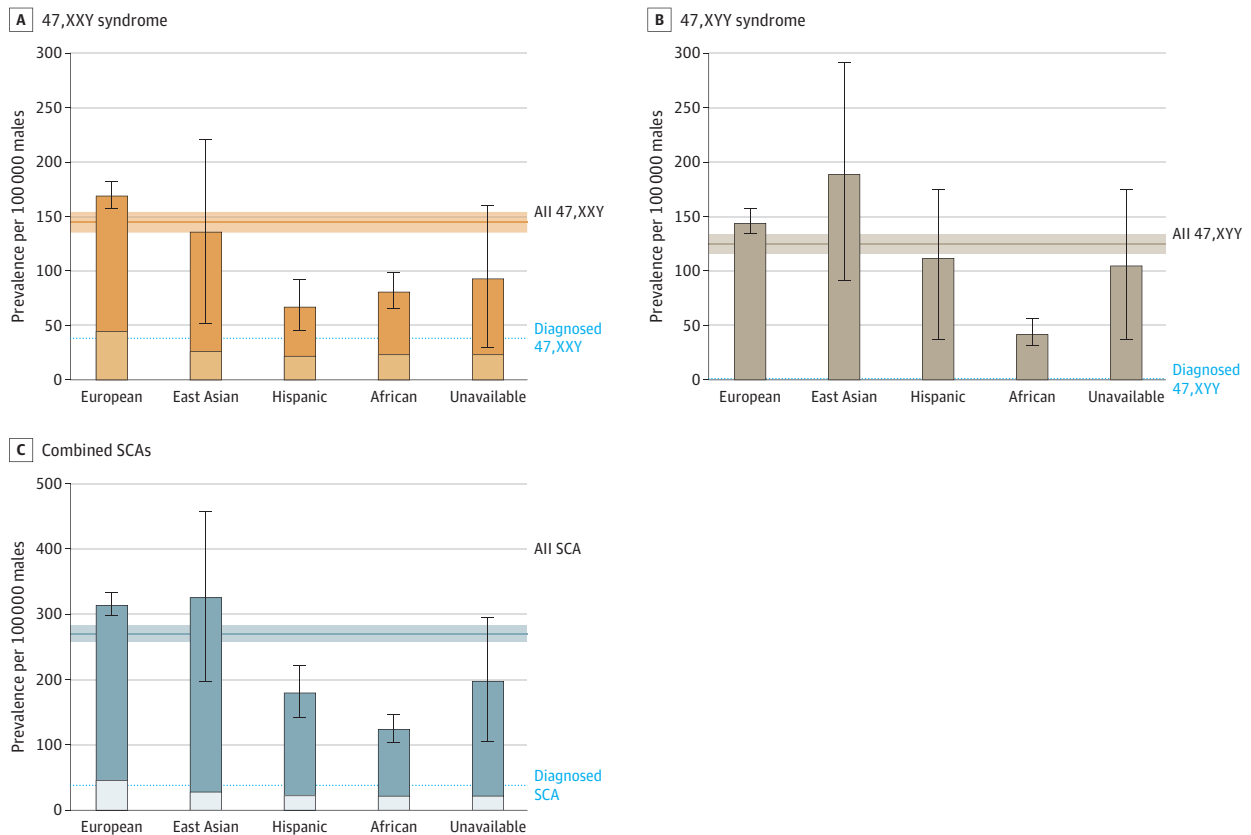 A 47,XXY syndrome
Prevalence per 100 000 males
300
250
200
150
100
50
0
European East Asian Hispanic African Unavailable
All 47,XXY
Diagnosed
47,XXY
B 47,XYY syndrome
Prevalence per 100 000 males
300
250
200
150
100
50
0
European East Asian Hispanic African Unavailable
All 47,XYY
Diagnosed
47,XYY
C Combined SCAs
Prevalence per 100 000 males
500
400
300
200
100
0
European East Asian Hispanic African Unavailable
All SCA
Diagnosed
SCA